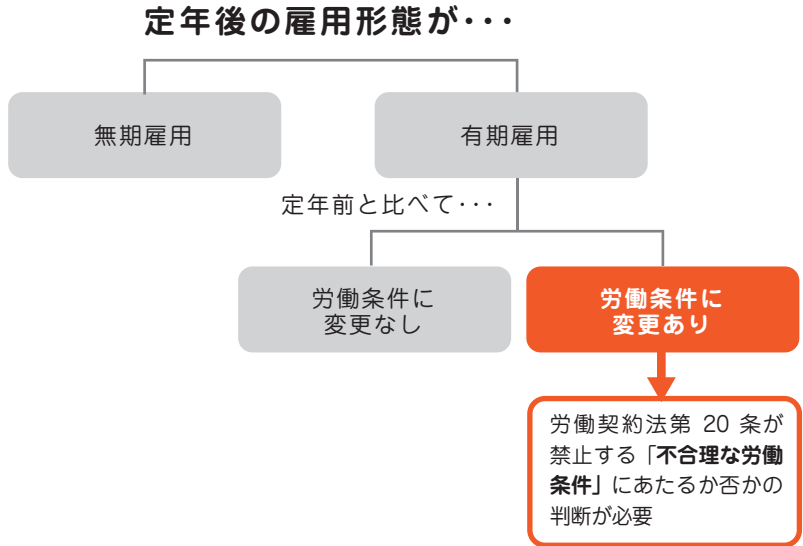 定年後の雇用形態が･･･
無期雇用
有期雇用
定年前と比べて･･･
労働条件に
変更なし
労働条件に
変更あり
労働契約法第 20 条が
禁止する「不合理な労働
条件」にあたるか否かの
判断が必要